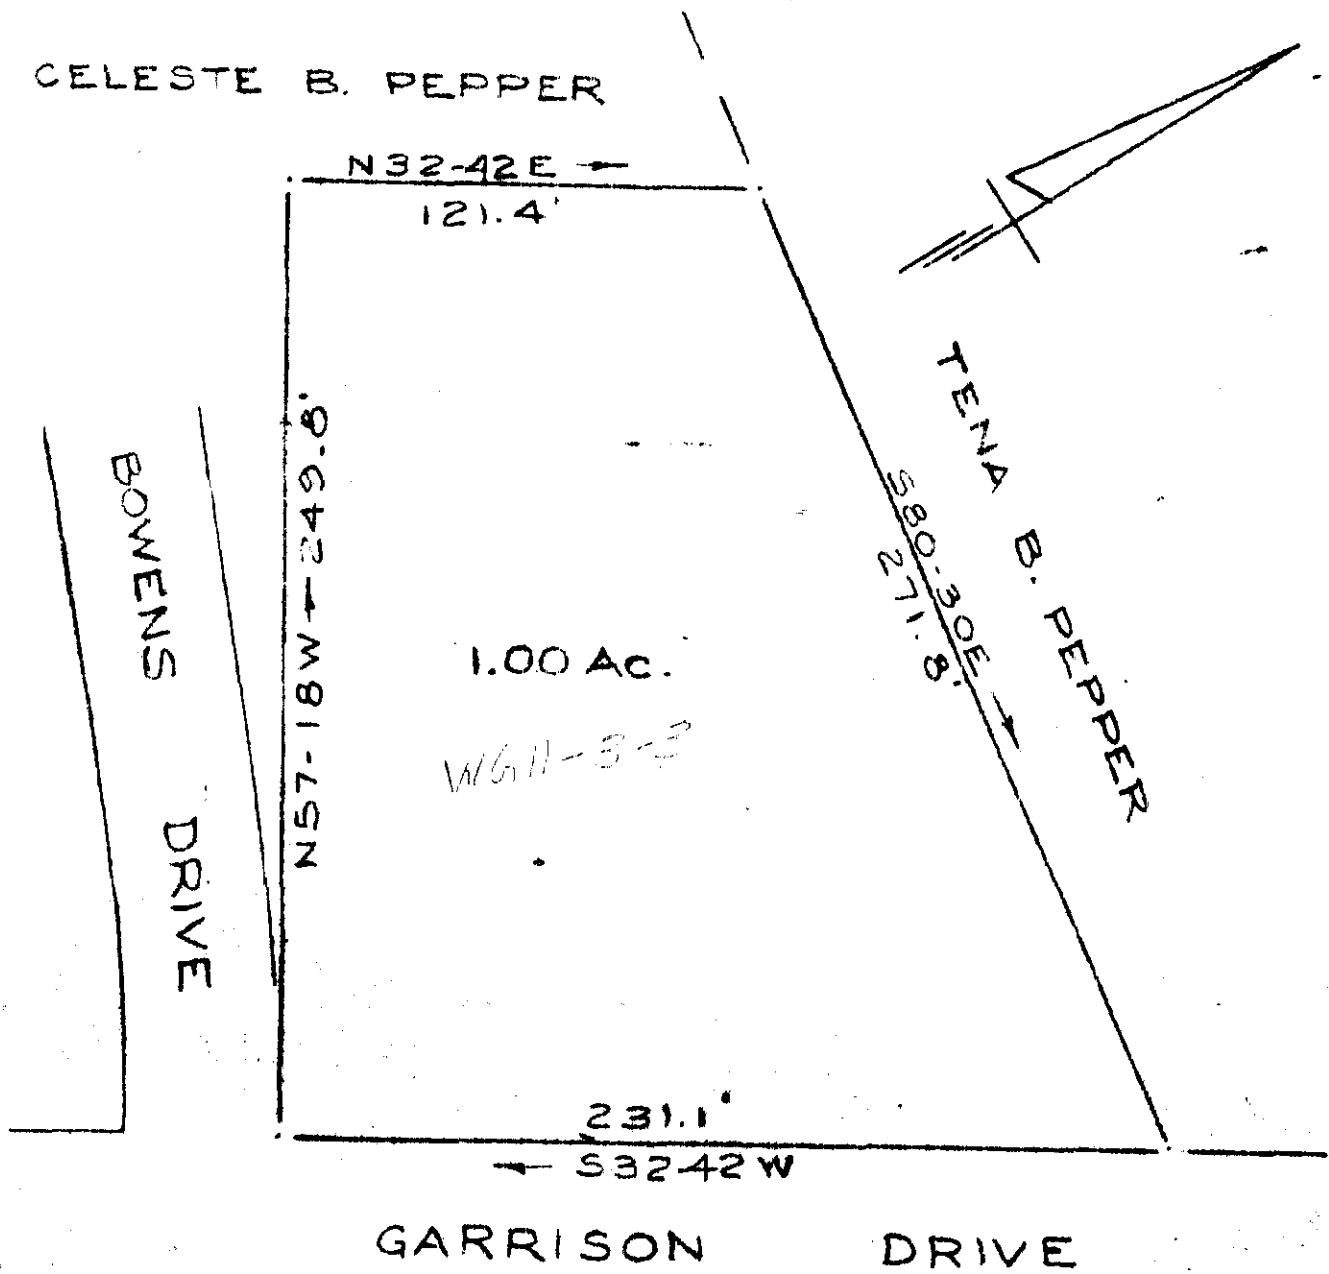 CELESTE B. PEPPER
N32-42E
121.4'
N57-18W 249.8'
BOWENS DRIVE
TENA B. PEPPER
S80-30E
271.8'
1.00 Ac.
231.1'
S32-42W
GARRISON DRIVE